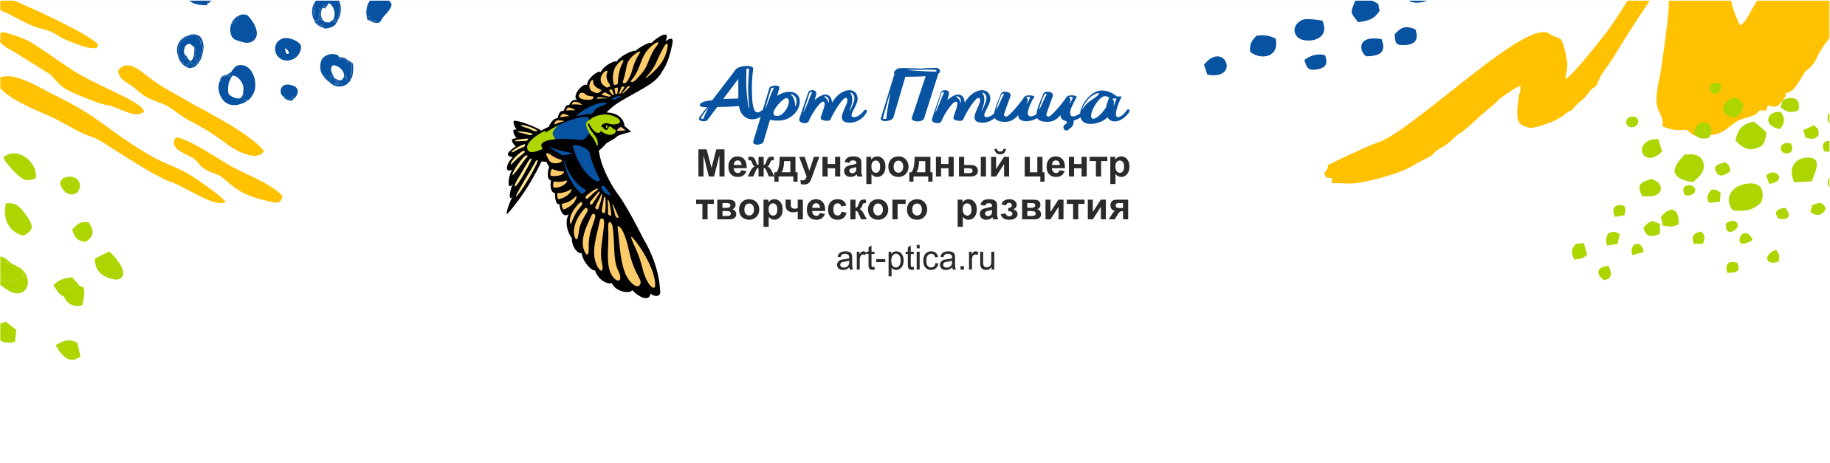 Арт Птица
Международный центр
творческого развития
art-ptica.ru